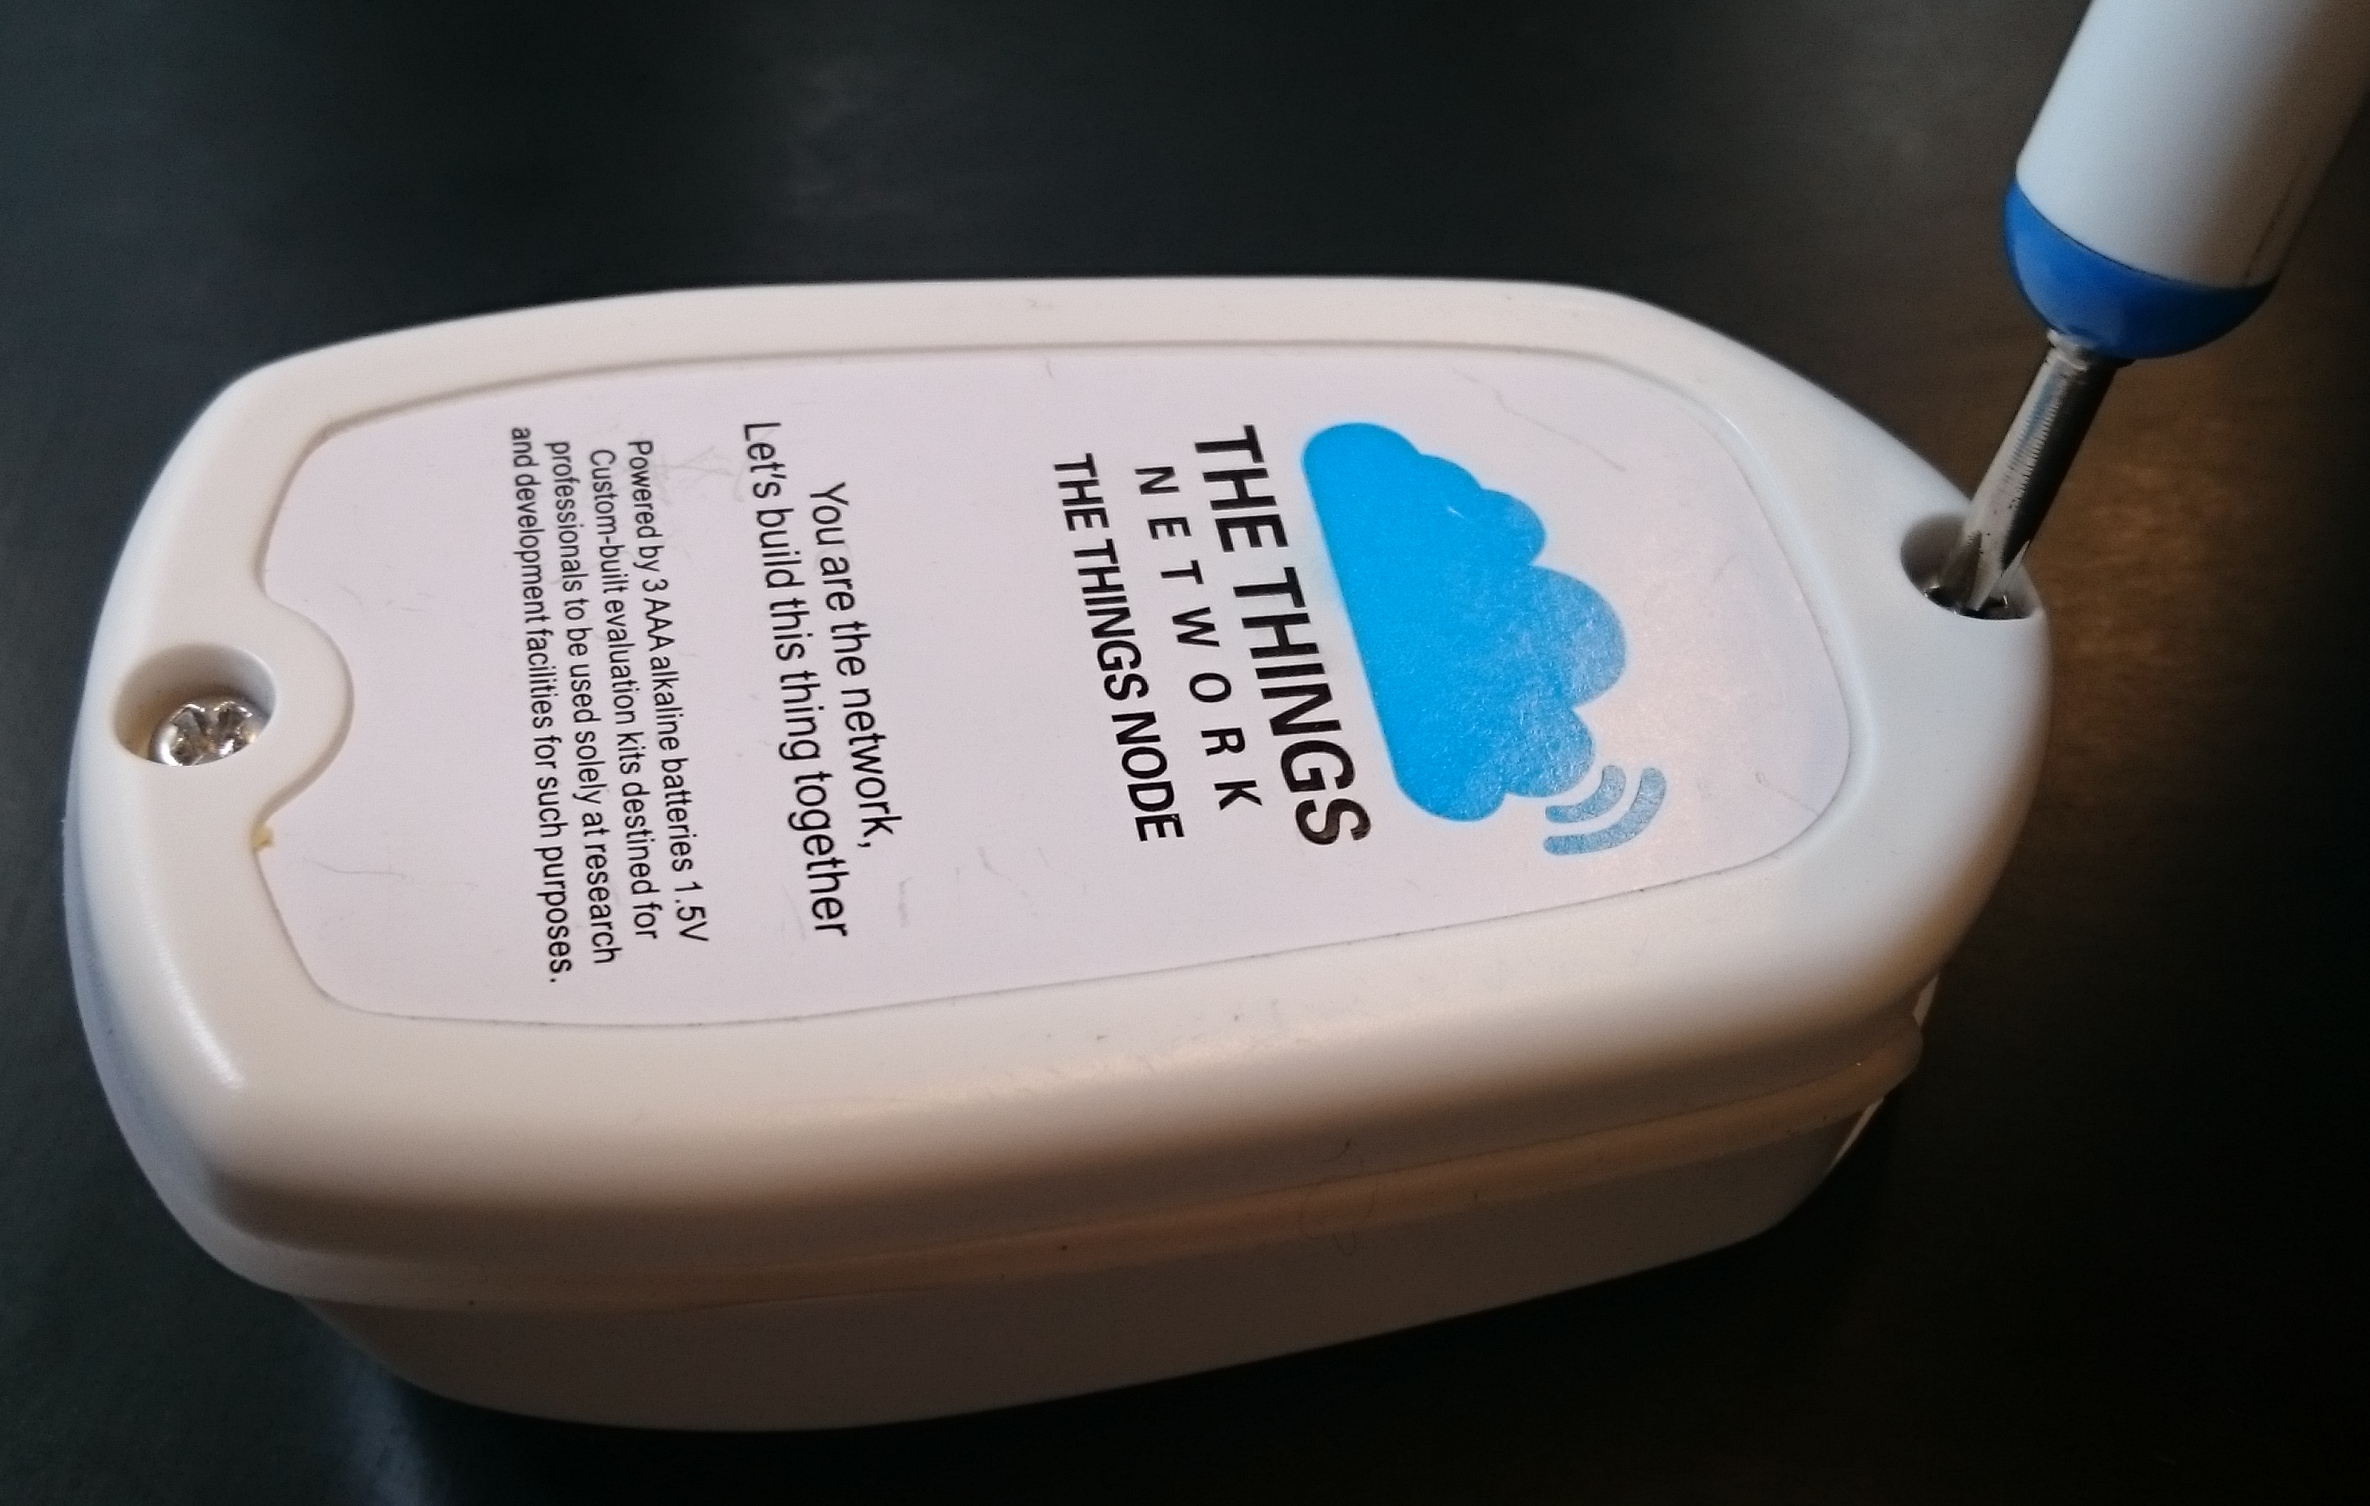 THE THINGS
NETWORK
THE THINGS NODE
You are the network,
Let's build this thing together
Powered by 3 AAA alkaline batteries 1.5V
Custom-built evaluation kits destined for
professionals to be used solely at research
and development facilities for such purposes.